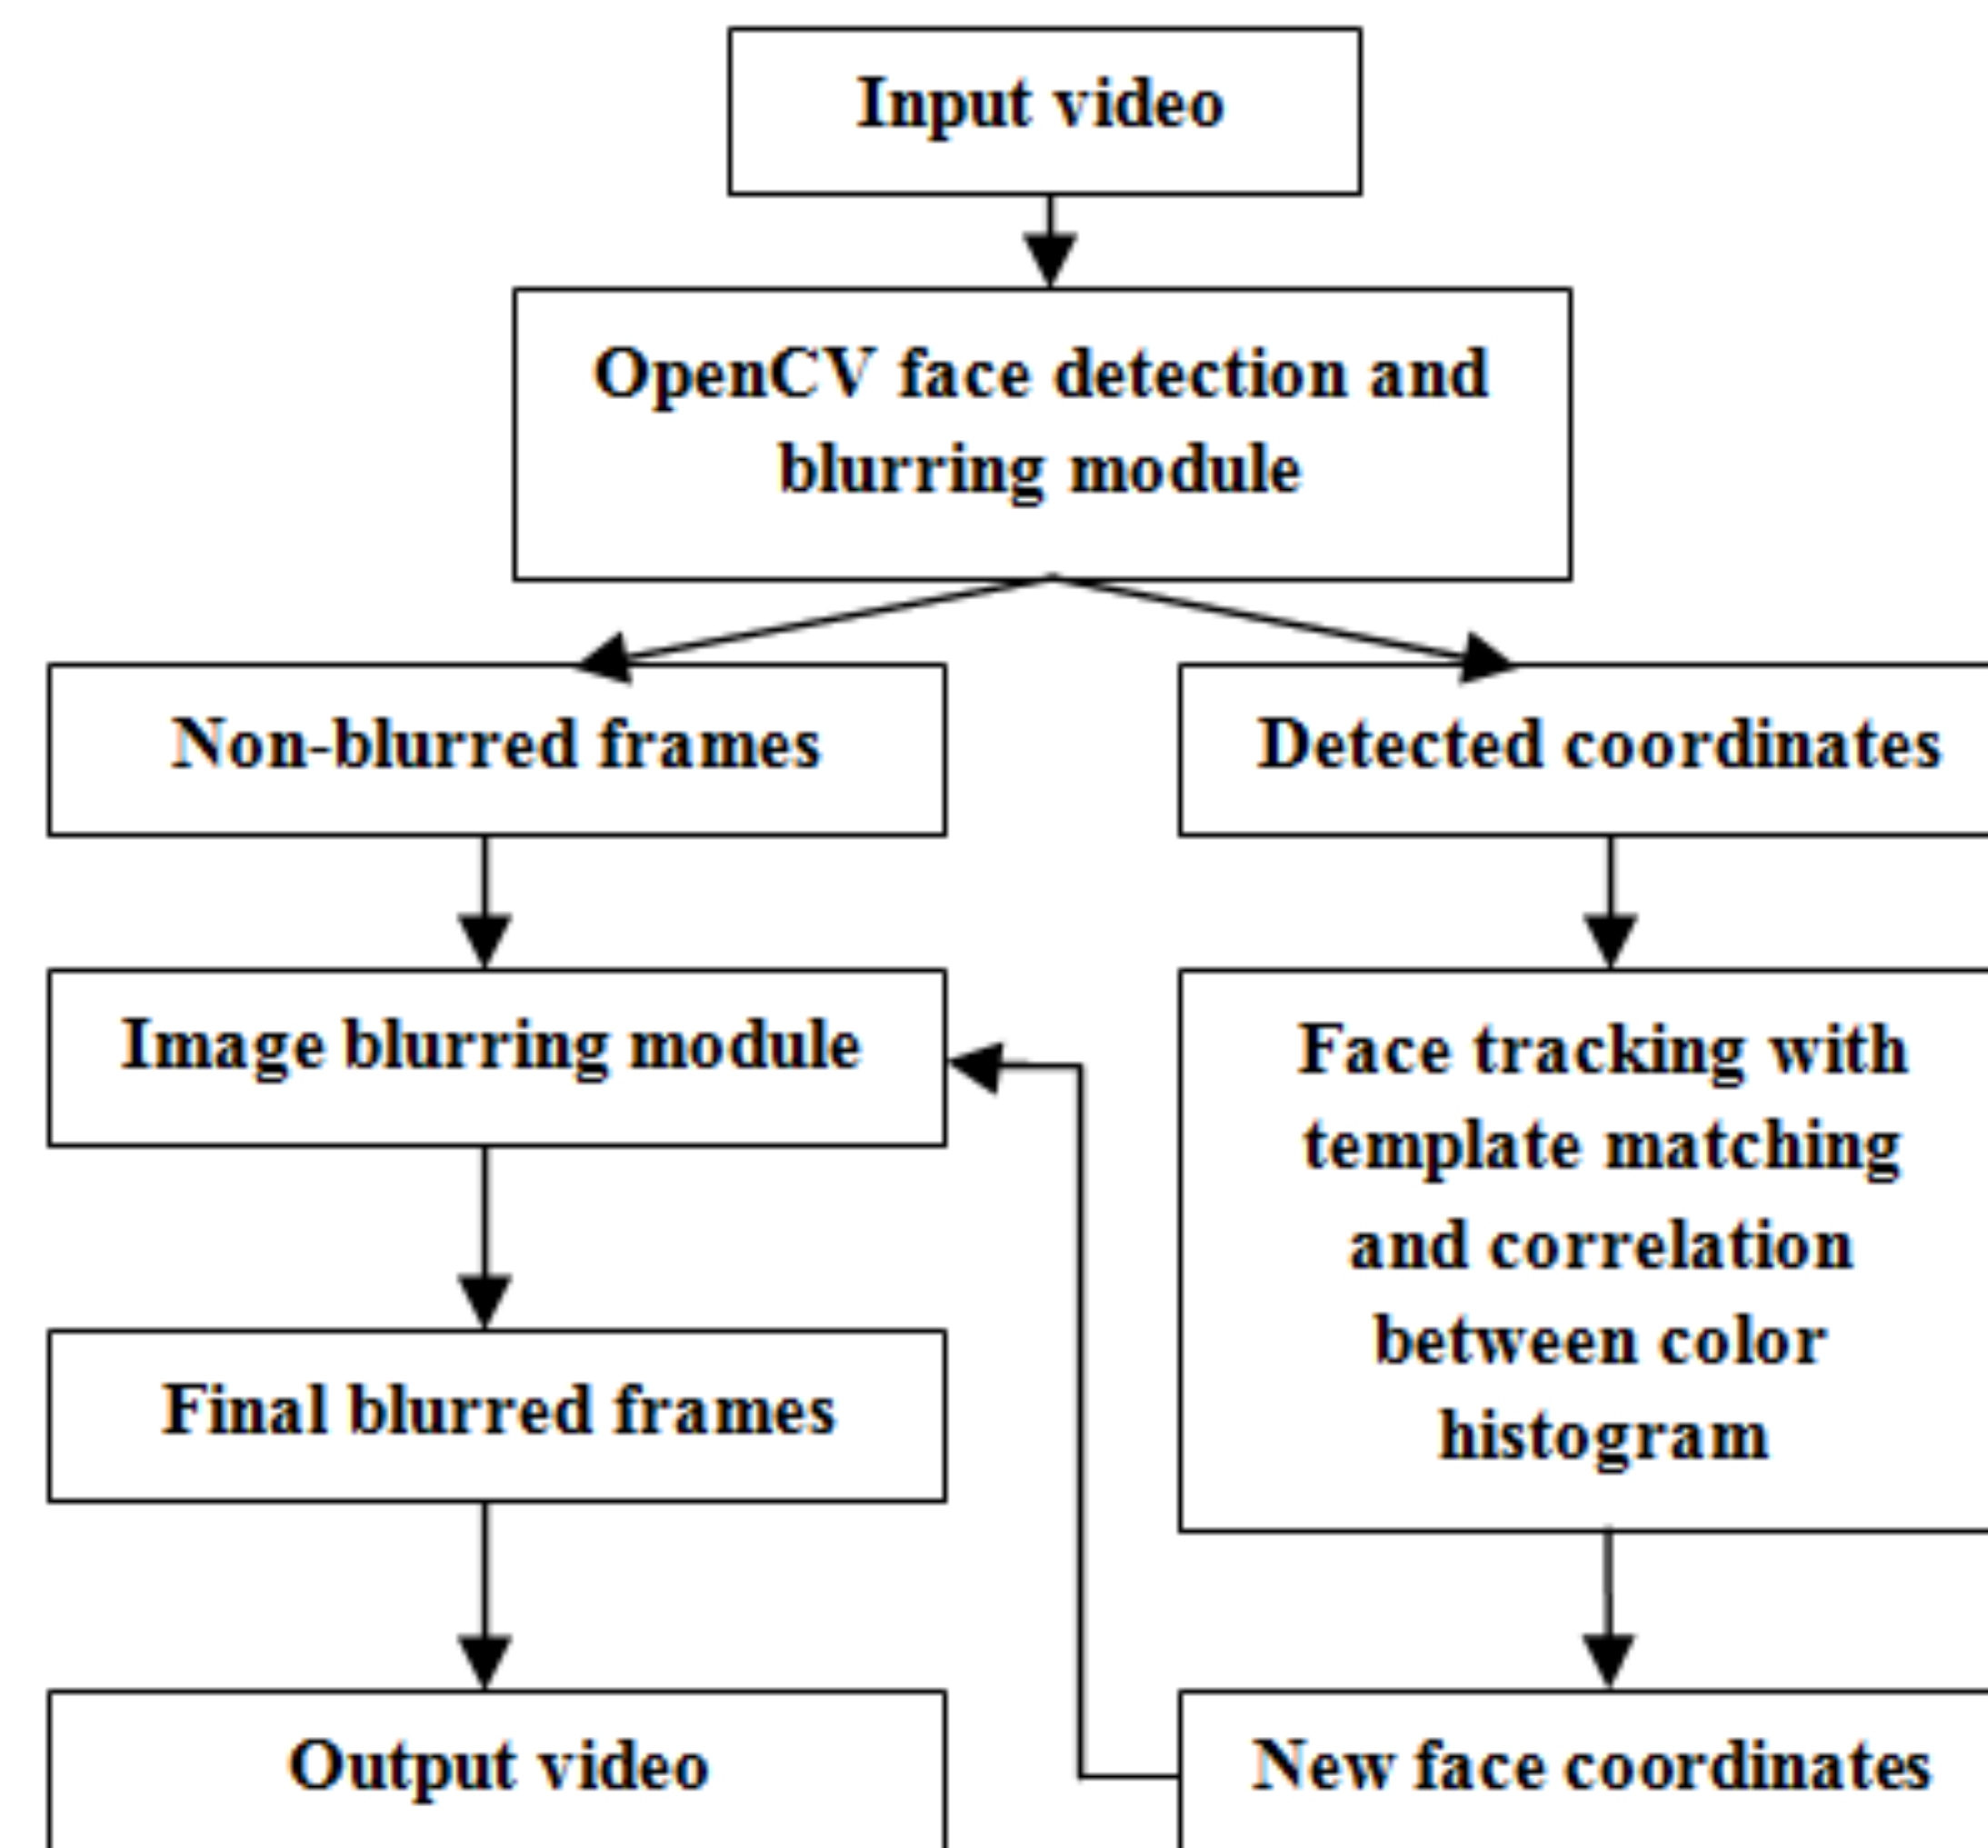 Input video
OpenCV face detection and
blurring module
Non-blurred frames
Detected coordinates
Image blurring module
Face tracking with
template matching
and correlation
between color
histogram
Final blurred frames
Output video
New face coordinates